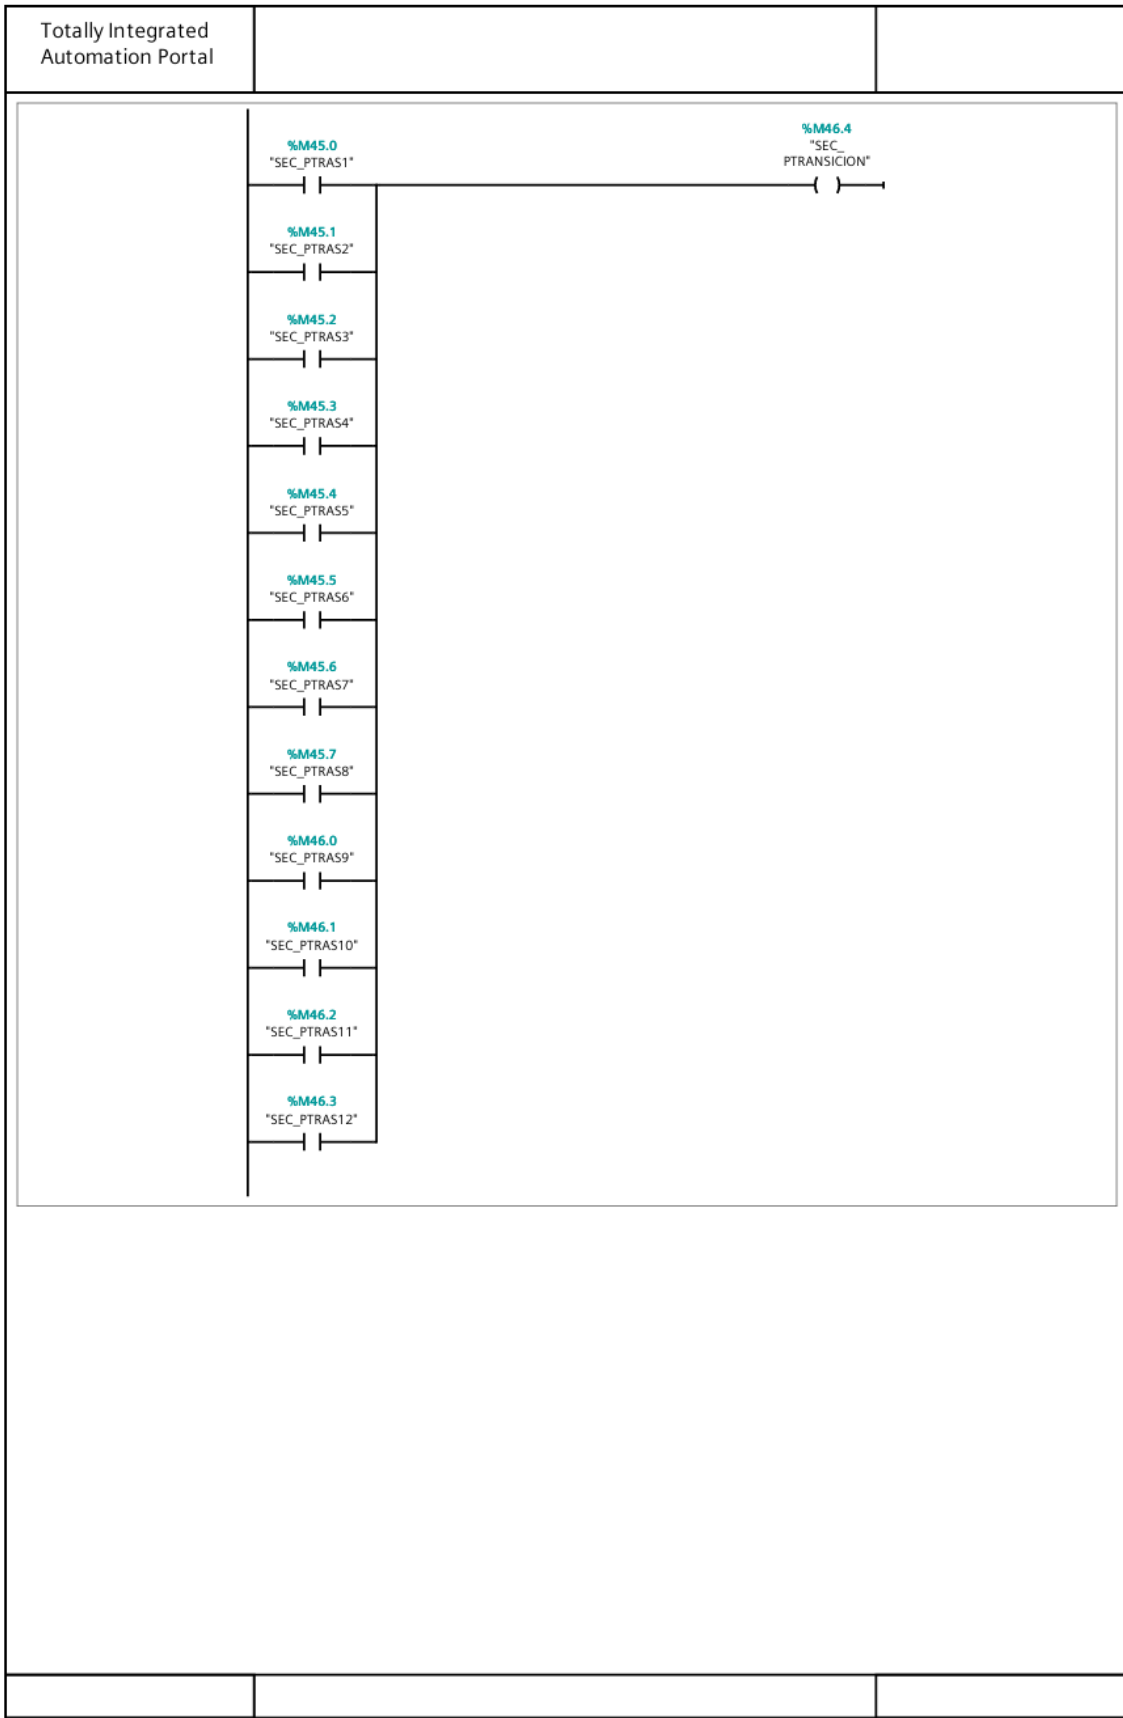 Totally Integrated
Automation Portal
%M45.0
"SEC_PTRAS1"
%M46.4
"SEC_
PTRANSICION"
%M45.1
"SEC_PTRAS2"
%M45.2
"SEC_PTRAS3"
%M45.3
"SEC_PTRAS4"
%M45.4
"SEC_PTRAS5"
%M45.5
"SEC_PTRAS6"
%M45.6
"SEC_PTRAS7"
%M45.7
"SEC_PTRAS8"
%M46.0
"SEC_PTRAS9"
%M46.1
"SEC_PTRAS10"
%M46.2
"SEC_PTRAS11"
%M46.3
"SEC_PTRAS12"